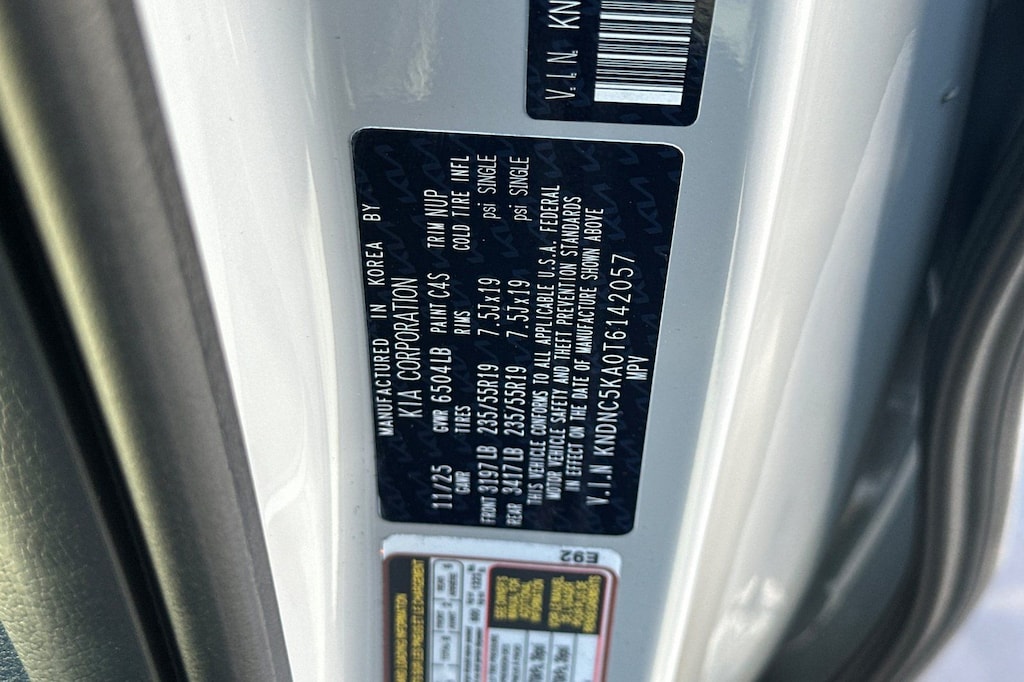 V.I.N. KN
MANUFACTURED IN KOREA BY
KIA CORPORATION
11/25 GVWR 6504LB PAINT C4S TRIM NUP
GAWR TIRES RIMS COLD TIRE INFL
FRONT 3197LB 235/55R19 7.5Jx19 psi SINGLE
REAR 3417LB 235/55R19 7.5Jx19 psi SINGLE
THIS VEHICLE CONFORMS TO ALL APPLICABLE U.S.A. FEDERAL
MOTOR VEHICLE SAFETY AND THEFT PREVENTION STANDARDS
IN EFFECT ON THE DATE OF MANUFACTURE SHOWN ABOVE
V.I.N KNDNC5KA0T6142057
MPV
E92